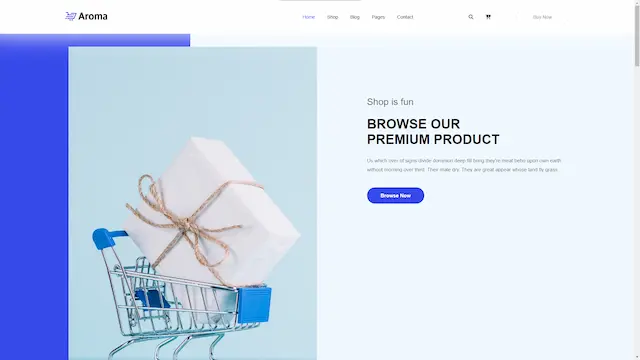 Aroma
Home Shop Blog Pages Contact
Buy Now
Shop is fun
BROWSE OUR
PREMIUM PRODUCT
Us which over of signs divide dominion deep fill bring they're meat beho upon own earth
without morning over third. Their male dry. They are great appear whose land fly grass.
Browse Now